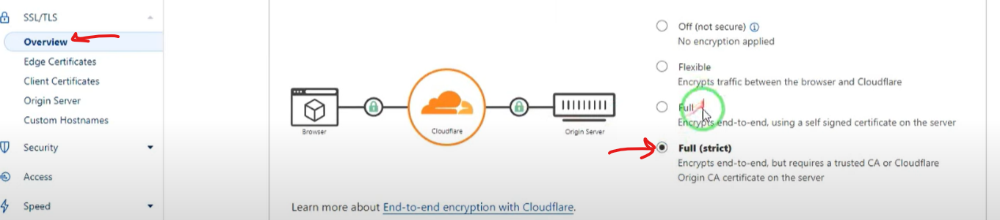 SSL/TLS
Overview
Edge Certificates
Client Certificates
Origin Server
Custom Hostnames
Security
Access
Speed
Browser
Cloudflare
Origin Server
Off (not secure)
No encryption applied
Flexible
Encrypts traffic between the browser and Cloudflare
Full
Encrypts end-to-end, using a self signed certificate on the server
Full (strict)
Encrypts end-to-end, but requires a trusted CA or Cloudflare
Origin CA certificate on the server
Learn more about End-to-end encryption with Cloudflare.